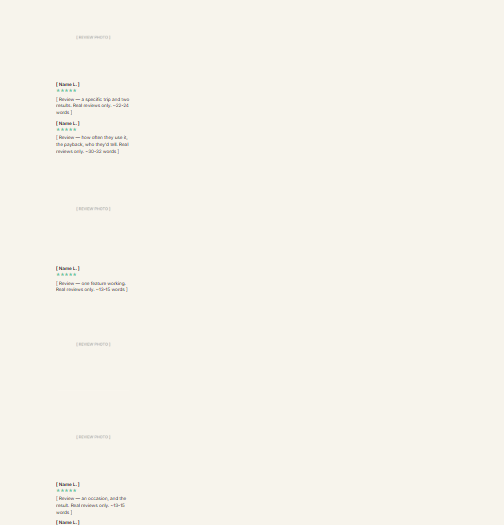 [ REVIEW PHOTO ]
[ Name L. ]
★★★★★
[ Review — a specific trip and two
results. Real reviews only. ~22–24
words ]
[ Name L. ]
★★★★★
[ Review — how often they use it,
the payback, who they'd tell. Real
reviews only. ~30–32 words ]
[ REVIEW PHOTO ]
[ Name L. ]
★★★★★
[ Review — one feature working.
Real reviews only. ~13–15 words ]
[ REVIEW PHOTO ]
[ REVIEW PHOTO ]
[ Name L. ]
★★★★★
[ Review — an occasion, and the
result. Real reviews only. ~13–15
words ]
[ Name L. ]